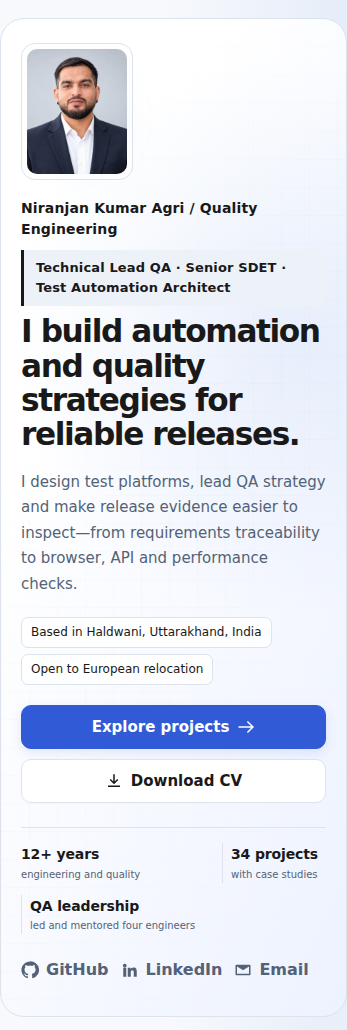 Niranjan Kumar Agri / Quality
Engineering
Technical Lead QA · Senior SDET ·
Test Automation Architect
I build automation
and quality
strategies for
reliable releases.
I design test platforms, lead QA strategy
and make release evidence easier to
inspect—from requirements traceability
to browser, API and performance
checks.
Based in Haldwani, Uttarakhand, India
Open to European relocation
Explore projects →
Download CV
12+ years
engineering and quality
34 projects
with case studies
QA leadership
led and mentored four engineers
GitHub LinkedIn Email